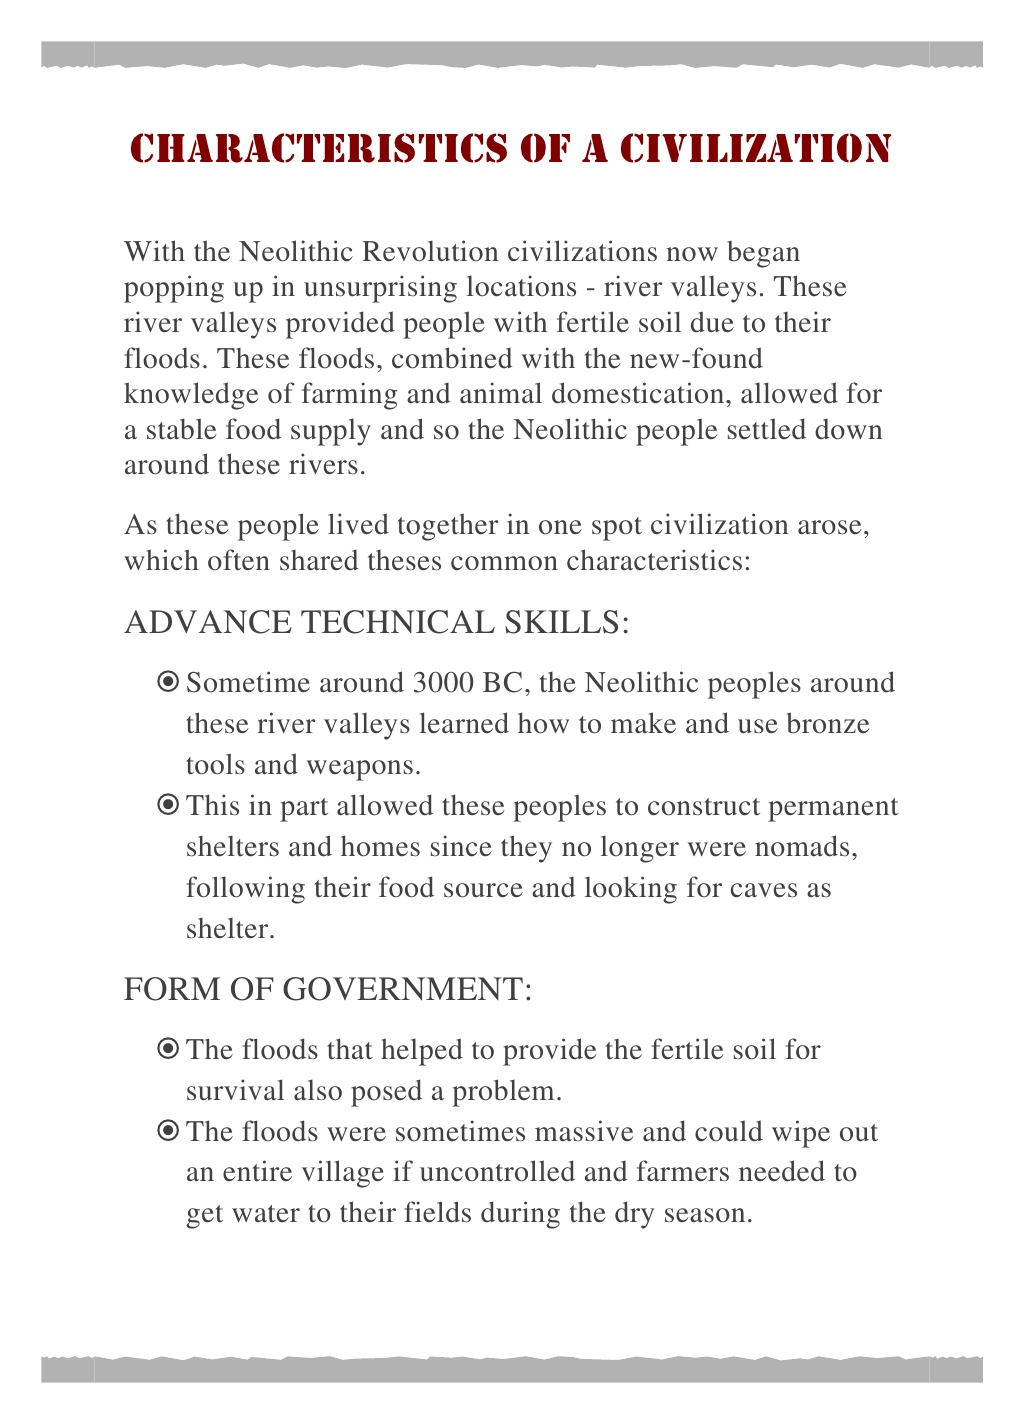 CHARACTERISTICS OF A CIVILIZATION
With the Neolithic Revolution civilizations now began
popping up in unsurprising locations - river valleys. These
river valleys provided people with fertile soil due to their
floods. These floods, combined with the new-found
knowledge of farming and animal domestication, allowed for
a stable food supply and so the Neolithic people settled down
around these rivers.
As these people lived together in one spot civilization arose,
which often shared theses common characteristics:
ADVANCE TECHNICAL SKILLS:
◉ Sometime around 3000 BC, the Neolithic peoples around
these river valleys learned how to make and use bronze
tools and weapons.
◉ This in part allowed these peoples to construct permanent
shelters and homes since they no longer were nomads,
following their food source and looking for caves as
shelter.
FORM OF GOVERNMENT:
◉ The floods that helped to provide the fertile soil for
survival also posed a problem.
◉ The floods were sometimes massive and could wipe out
an entire village if uncontrolled and farmers needed to
get water to their fields during the dry season.